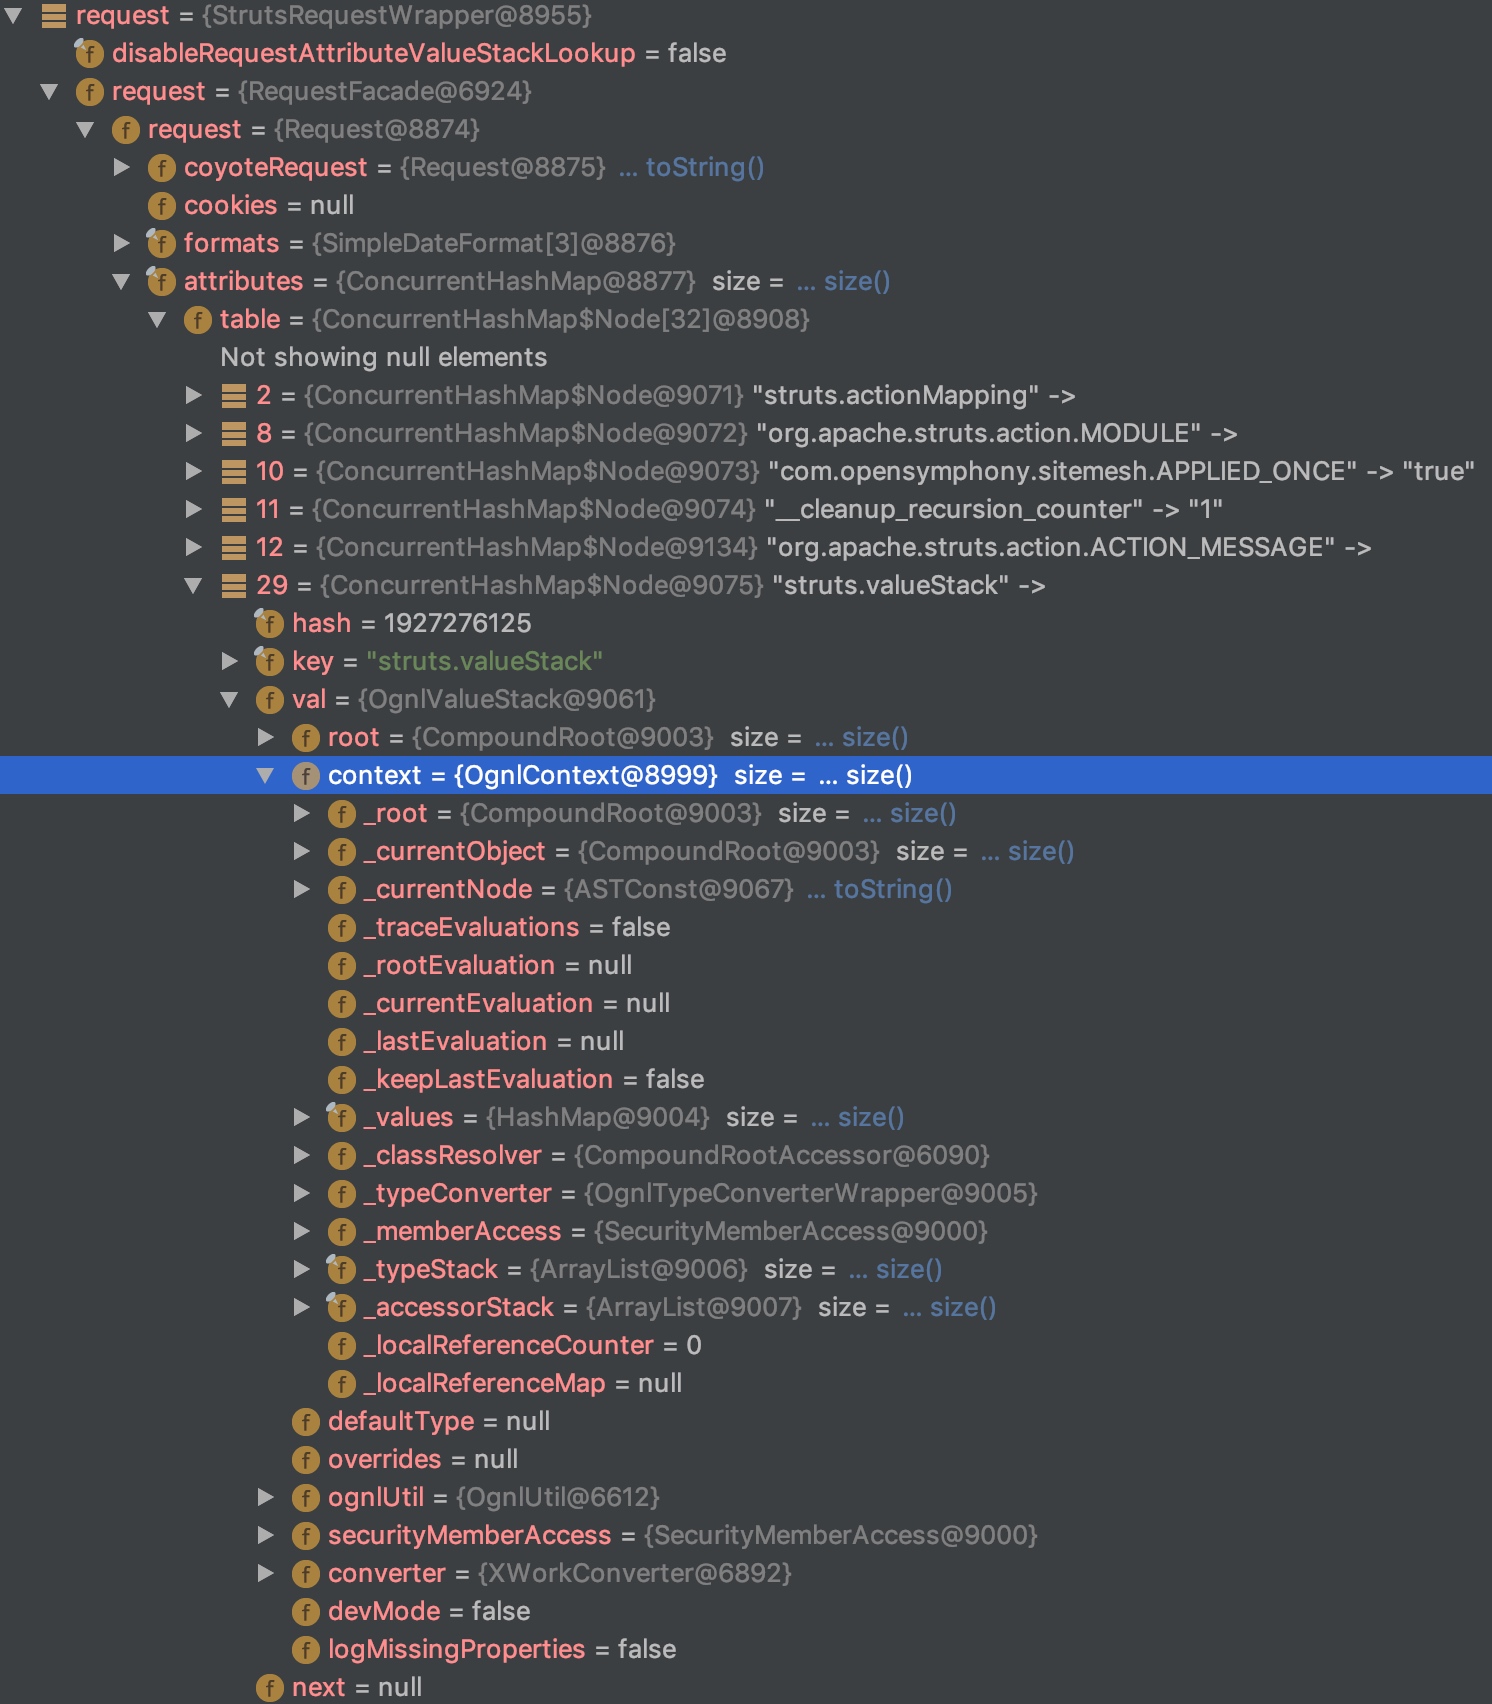 request = {StrutsRequestWrapper@8955}
f disableRequestAttributeValueStackLookup = false
f request = {RequestFacade@6924}
f request = {Request@8874}
f coyoteRequest = {Request@8875} ... toString()
f cookies = null
f formats = {SimpleDateFormat[3]@8876}
f attributes = {ConcurrentHashMap@8877} size = ... size()
f table = {ConcurrentHashMap$Node[32]@8908}
Not showing null elements
2 = {ConcurrentHashMap$Node@9071} "struts.actionMapping" ->
8 = {ConcurrentHashMap$Node@9072} "org.apache.struts.action.MODULE" ->
10 = {ConcurrentHashMap$Node@9073} "com.opensymphony.sitemesh.APPLIED_ONCE" -> "true"
11 = {ConcurrentHashMap$Node@9074} "__cleanup_recursion_counter" -> "1"
12 = {ConcurrentHashMap$Node@9134} "org.apache.struts.action.ACTION_MESSAGE" ->
29 = {ConcurrentHashMap$Node@9075} "struts.valueStack" ->
f hash = 1927276125
f key = "struts.valueStack"
f val = {OgnlValueStack@9061}
f root = {CompoundRoot@9003} size = ... size()
f context = {OgnlContext@8999} size = ... size()
f _root = {CompoundRoot@9003} size = ... size()
f _currentObject = {CompoundRoot@9003} size = ... size()
f _currentNode = {ASTConst@9067} ... toString()
f _traceEvaluations = false
f _rootEvaluation = null
f _currentEvaluation = null
f _lastEvaluation = null
f _keepLastEvaluation = false
f _values = {HashMap@9004} size = ... size()
f _classResolver = {CompoundRootAccessor@6090}
f _typeConverter = {OgnlTypeConverterWrapper@9005}
f _memberAccess = {SecurityMemberAccess@9000}
f _typeStack = {ArrayList@9006} size = ... size()
f _accessorStack = {ArrayList@9007} size = ... size()
f _localReferenceCounter = 0
f _localReferenceMap = null
f defaultType = null
f overrides = null
f ognlUtil = {OgnlUtil@6612}
f securityMemberAccess = {SecurityMemberAccess@9000}
f converter = {XWorkConverter@6892}
f devMode = false
f logMissingProperties = false
f next = null